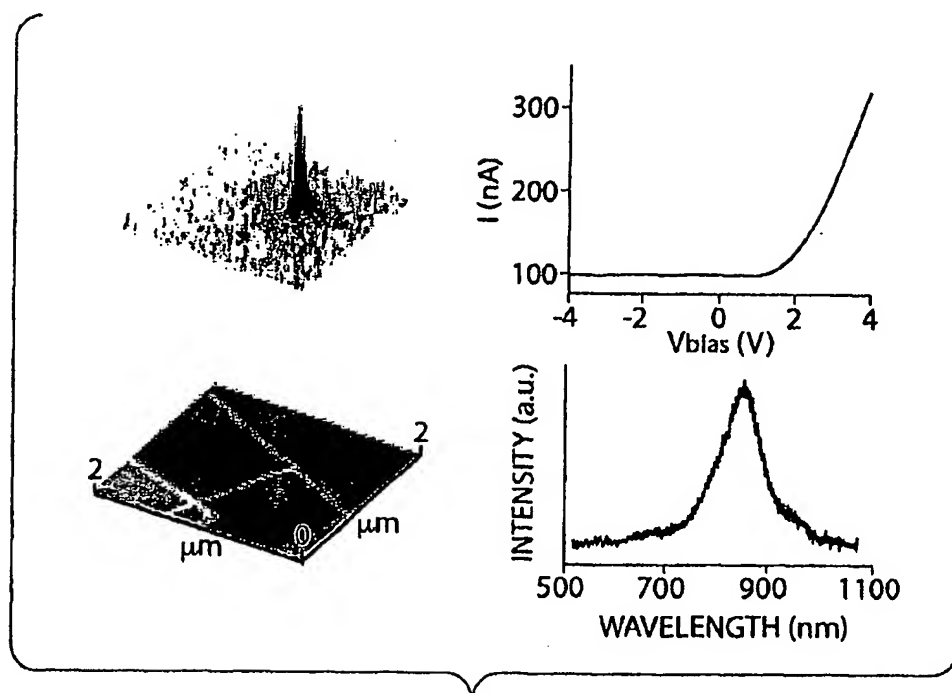 300
200
100
I (nA)
-4 -2 0 2 4
Vbias (V)
2 2
0
μm μm
INTENSITY (a.u.)
500 700 900 1100
WAVELENGTH (nm)